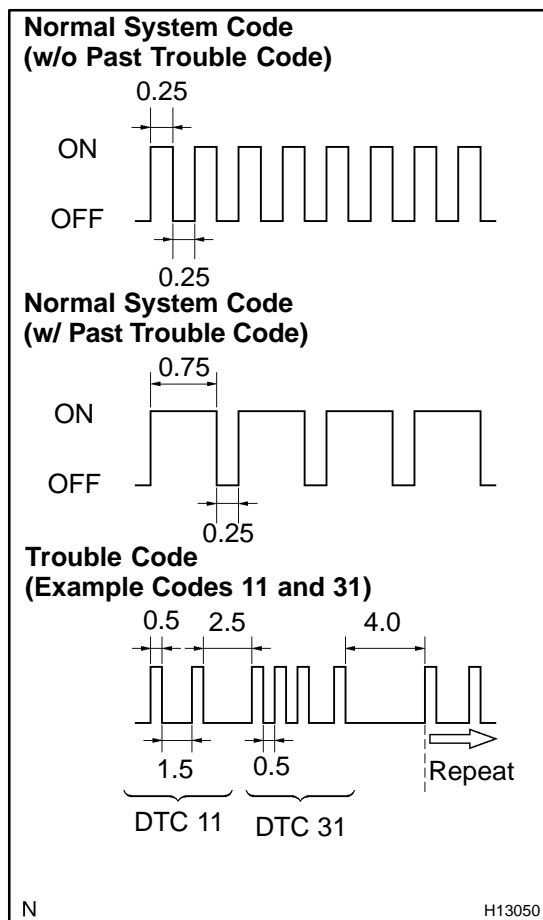 Normal System Code
(w/o Past Trouble Code)
0.25
ON
OFF
0.25
Normal System Code
(w/ Past Trouble Code)
0.75
ON
OFF
0.25
Trouble Code
(Example Codes 11 and 31)
0.5 2.5 4.0
1.5 0.5 Repeat
DTC 11 DTC 31
N H13050